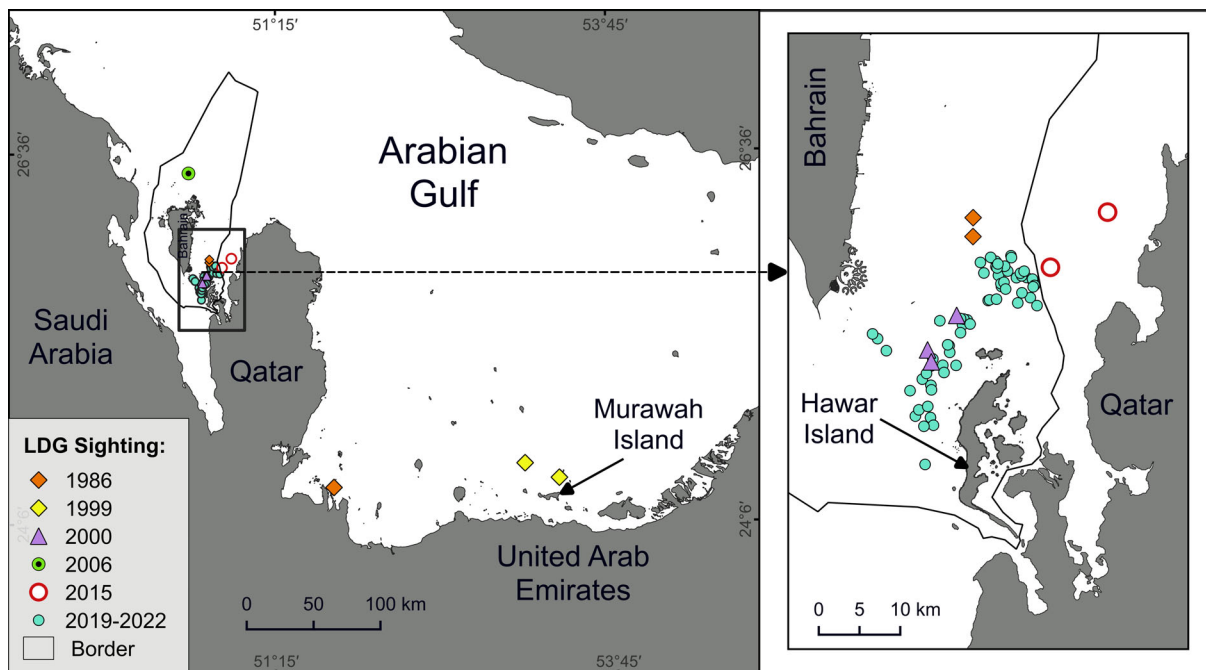 51°15′
53°45′
26°36′
26°36′
Arabian
Gulf
Bahrain
Saudi
Arabia
Qatar
Murawah
Island
24°6′
24°6′
United Arab
Emirates
LDG Sighting:
1986
1999
2000
2006
2015
2019-2022
Border
0 50 100 km
51°15′
53°45′
Bahrain
Hawar
Island
Qatar
0 5 10 km